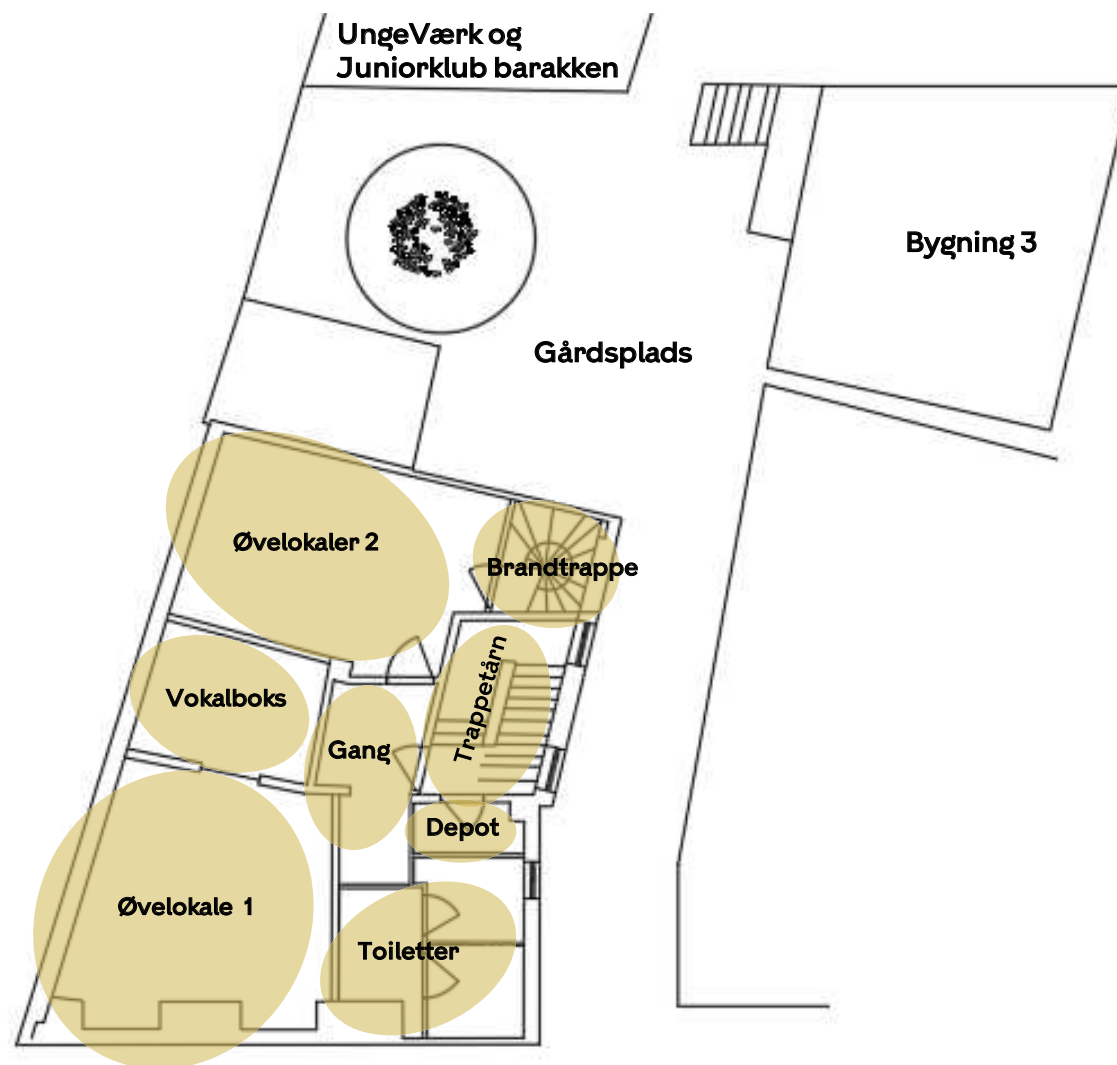 UngeVærk og
Juniorklub barakken
Bygning 3
Gårdsplads
Øvelokaler 2
Brandtrappe
Trappetårn
Vokalboks
Gang
Depot
Øvelokale 1
Toiletter